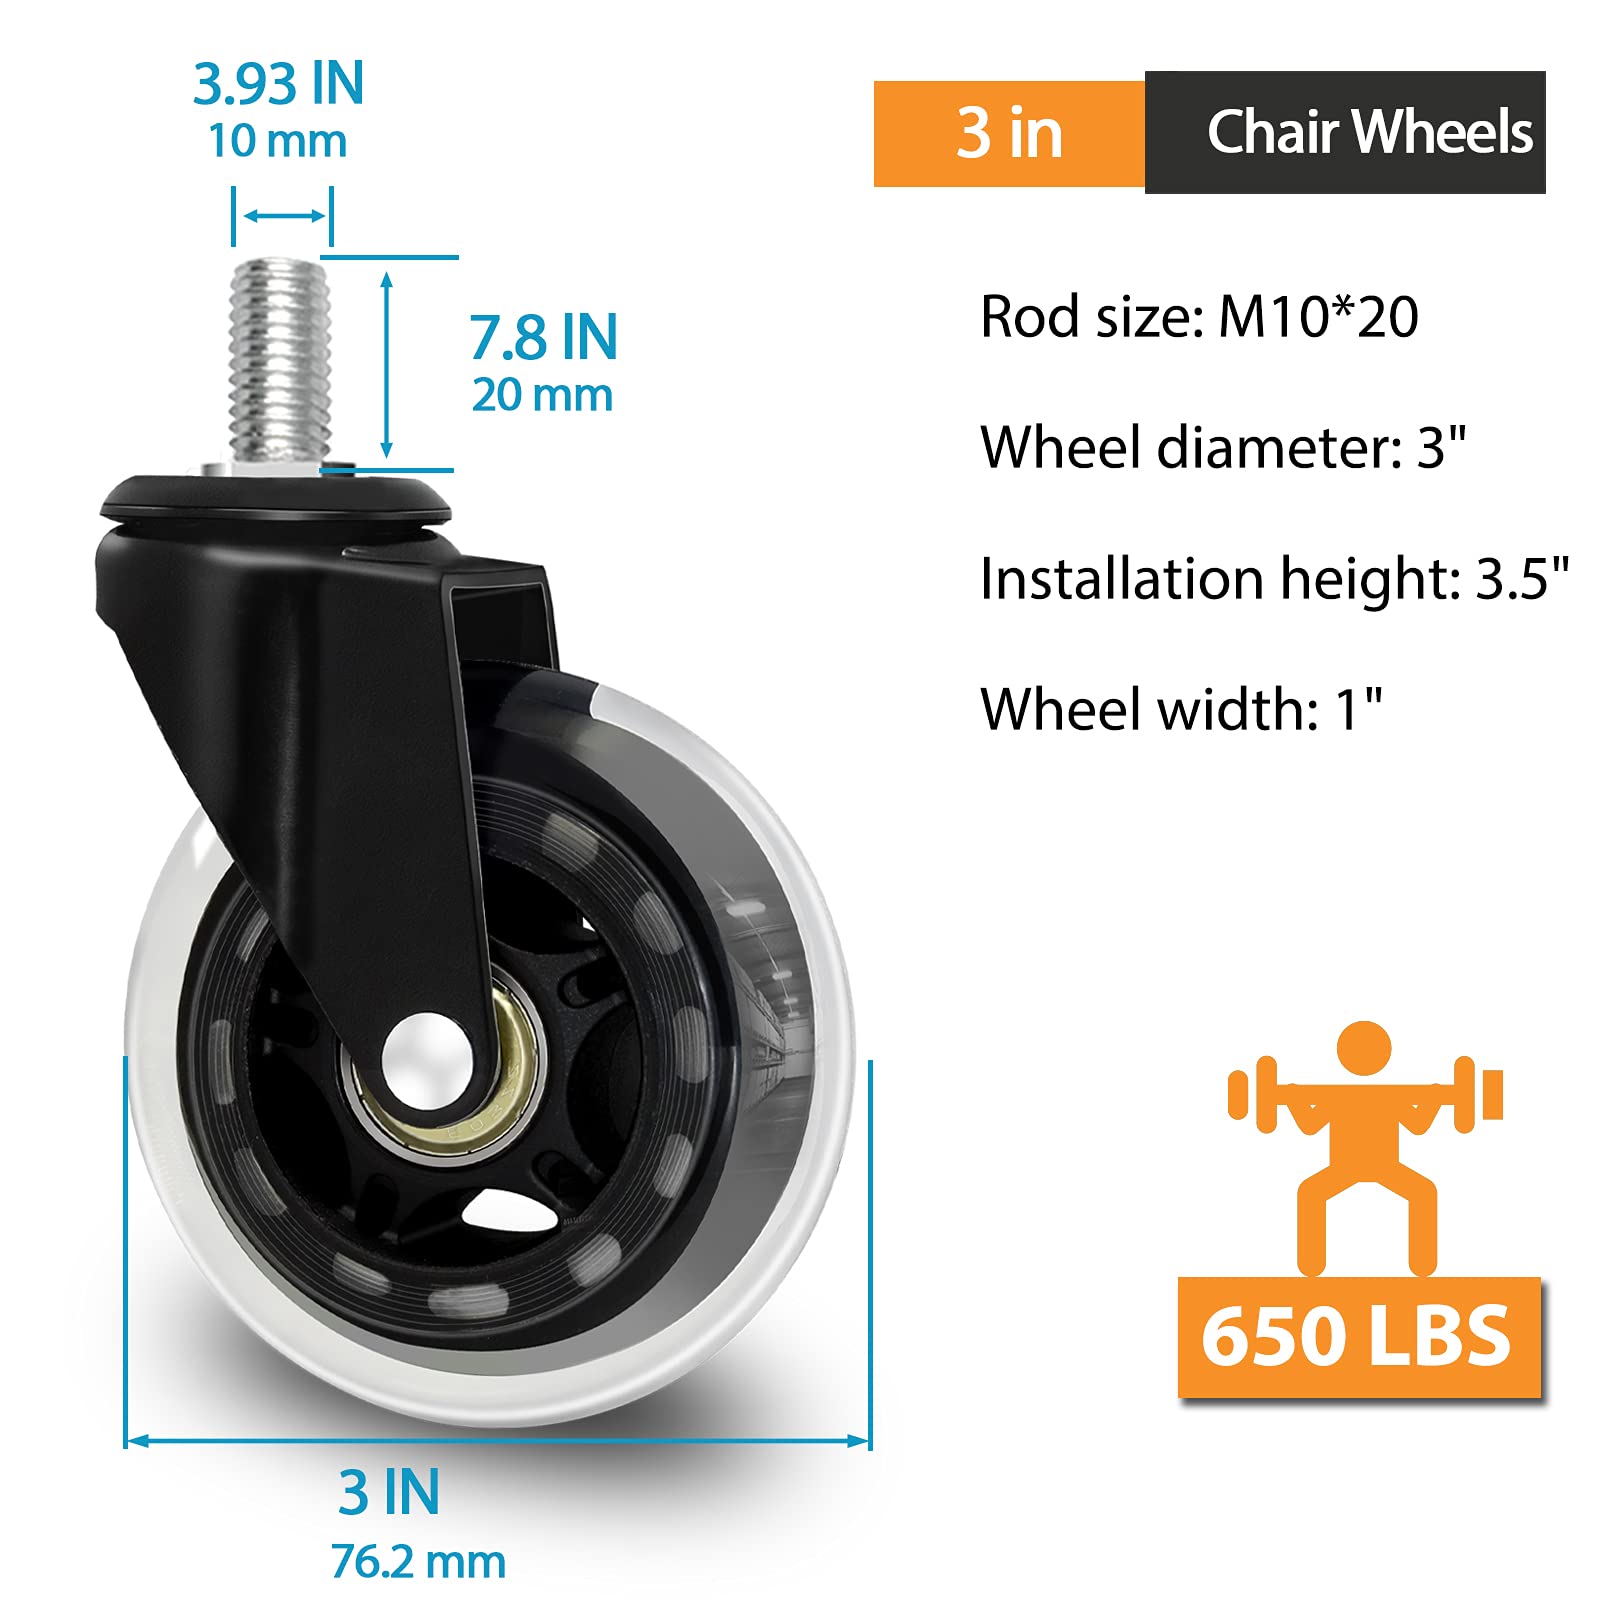 3.93 IN
10 mm
3 in
Chair Wheels
7.8 IN
20 mm
Rod size: M10*20
Wheel diameter: 3"
Installation height: 3.5"
Wheel width: 1"
650 LBS
3 IN
76.2 mm